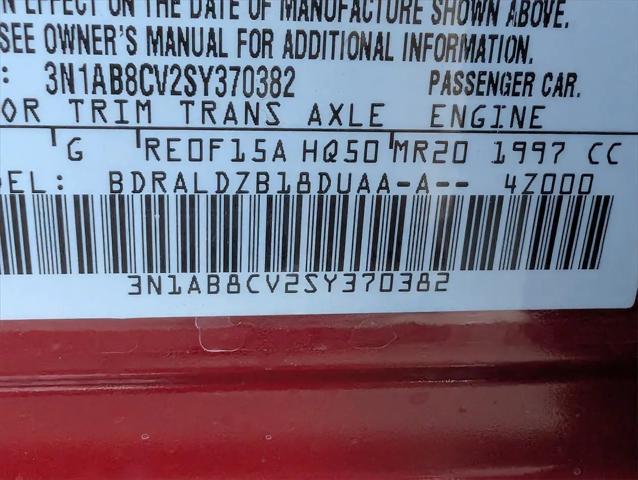 EFFECT ON THE DATE OF MANUFACTURE SHOWN ABOVE.
SEE OWNER'S MANUAL FOR ADDITIONAL INFORMATION.
: 3N1AB8CV2SY370382 PASSENGER CAR.
OR TRIM TRANS AXLE ENGINE
G RE0F15A HQ50 MR20 1997 CC
DEL: BDRALDZB18DUAA-A-- 4Z000
3N1AB8CV2SY370382